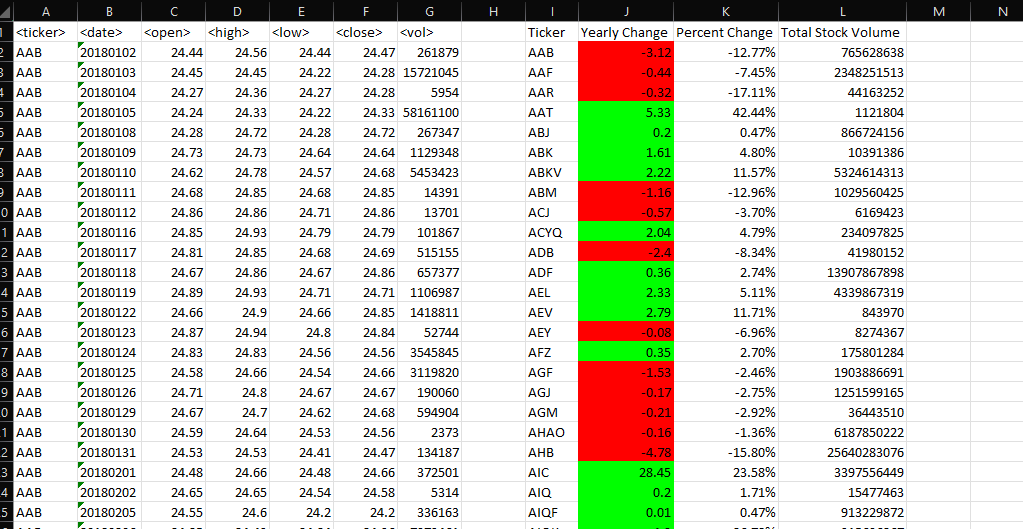 A B C D E F G H I J K L M N
1 <ticker> <date> <open> <high> <low> <close> <vol> Ticker Yearly Change Percent Change Total Stock Volume
2 AAB 20180102 24.44 24.56 24.44 24.47 261879 AAB -3.12 -12.77% 765628638
3 AAB 20180103 24.45 24.45 24.22 24.28 15721045 AAF -0.44 -7.45% 2348251513
4 AAB 20180104 24.27 24.36 24.27 24.28 5954 AAR -0.32 -17.11% 44163252
5 AAB 20180105 24.24 24.33 24.22 24.33 58161100 AAT 5.33 42.44% 1121804
6 AAB 20180108 24.28 24.72 24.28 24.72 267347 ABJ 0.2 0.47% 866724156
7 AAB 20180109 24.73 24.73 24.64 24.64 1129348 ABK 1.61 4.80% 10391386
8 AAB 20180110 24.62 24.78 24.57 24.68 5453423 ABKV 2.22 11.57% 5324614313
9 AAB 20180111 24.68 24.85 24.68 24.85 14391 ABM -1.16 -12.96% 1029560425
0 AAB 20180112 24.86 24.86 24.71 24.86 13701 ACJ -0.57 -3.70% 6169423
1 AAB 20180116 24.85 24.93 24.79 24.79 101867 ACYQ 2.04 4.79% 234097825
2 AAB 20180117 24.81 24.85 24.68 24.69 515155 ADB -2.4 -8.34% 41980152
3 AAB 20180118 24.67 24.86 24.67 24.86 657377 ADF 0.36 2.74% 13907867898
4 AAB 20180119 24.89 24.93 24.71 24.71 1106987 AEL 2.33 5.11% 4339867319
5 AAB 20180122 24.66 24.9 24.66 24.85 1418811 AEV 2.79 11.71% 843970
6 AAB 20180123 24.87 24.94 24.8 24.84 52744 AEY -0.08 -6.96% 8274367
7 AAB 20180124 24.83 24.83 24.56 24.56 3545845 AFZ 0.35 2.70% 175801284
8 AAB 20180125 24.58 24.66 24.54 24.66 3119820 AGF -1.53 -2.46% 1903886691
9 AAB 20180126 24.71 24.8 24.67 24.67 190060 AGJ -0.17 -2.75% 1251599165
0 AAB 20180129 24.67 24.7 24.62 24.68 594904 AGM -0.21 -2.92% 36443510
1 AAB 20180130 24.59 24.64 24.53 24.56 2373 AHAO -0.16 -1.36% 6187850222
2 AAB 20180131 24.53 24.53 24.41 24.47 134187 AHB -4.78 -15.80% 25640283076
3 AAB 20180201 24.48 24.66 24.48 24.66 372501 AIC 28.45 23.58% 3397556449
4 AAB 20180202 24.65 24.65 24.54 24.58 5314 AIQ 0.2 1.71% 15477463
5 AAB 20180205 24.55 24.6 24.2 24.2 336163 AIQF 0.01 0.47% 913229872